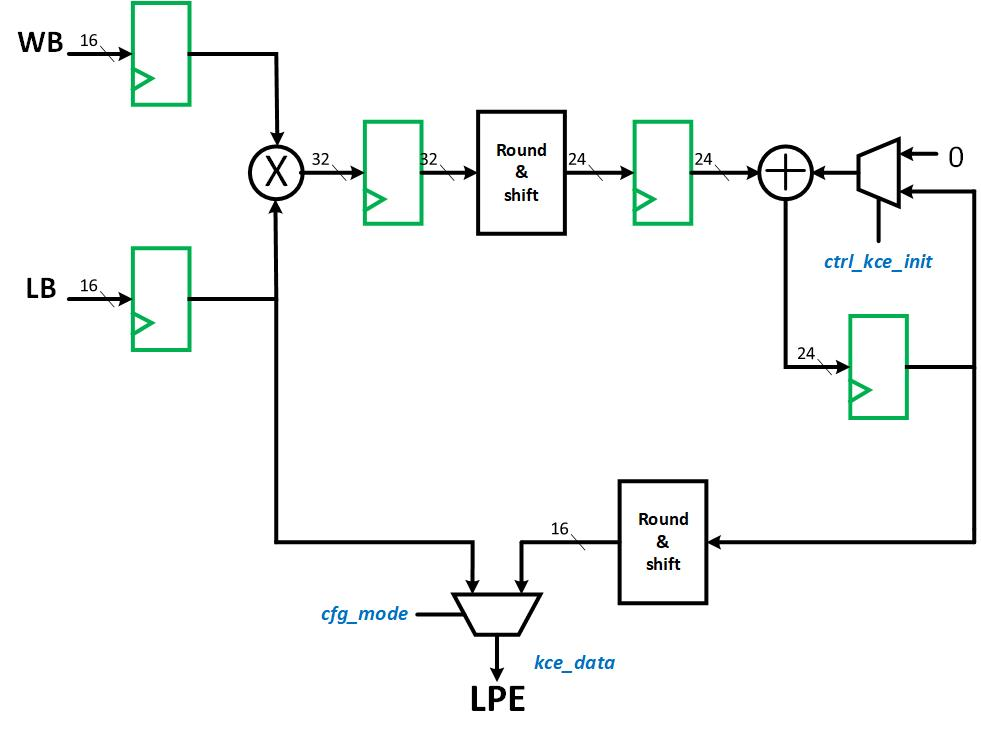 WB
16
X
32
32
Round
&
shift
24
24
0
ctrl_kce_init
LB
16
24
16
Round
&
shift
cfg_mode
kce_data
LPE